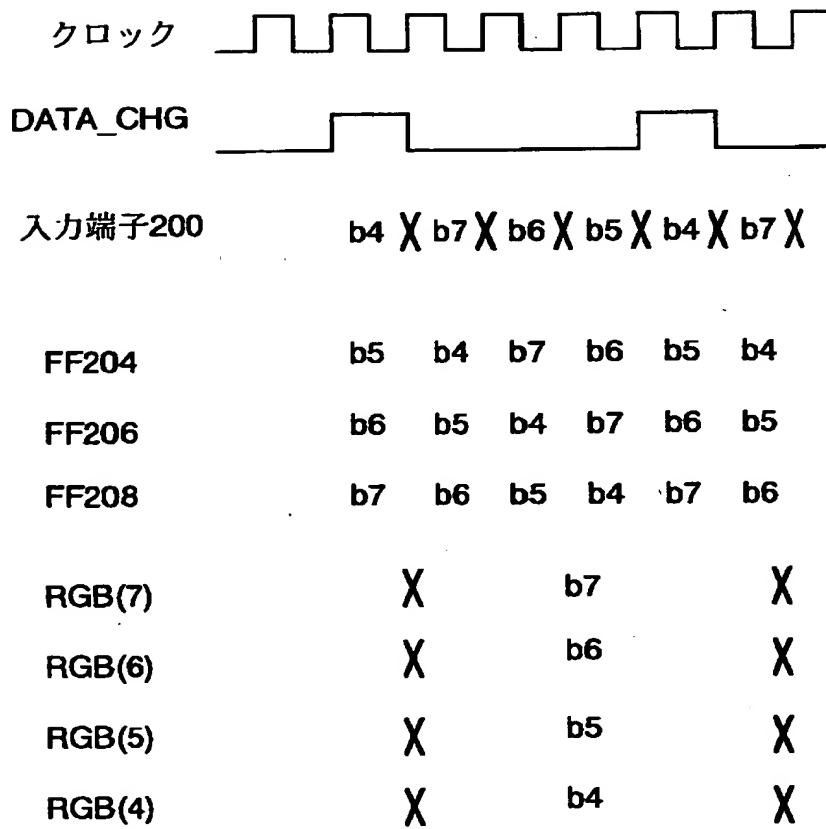 クロック
DATA_CHG
入力端子200 b4 X b7 X b6 X b5 X b4 X b7 X
FF204 b5 b4 b7 b6 b5 b4
FF206 b6 b5 b4 b7 b6 b5
FF208 b7 b6 b5 b4 b7 b6
RGB(7) X b7 X
RGB(6) X b6 X
RGB(5) X b5 X
RGB(4) X b4 X